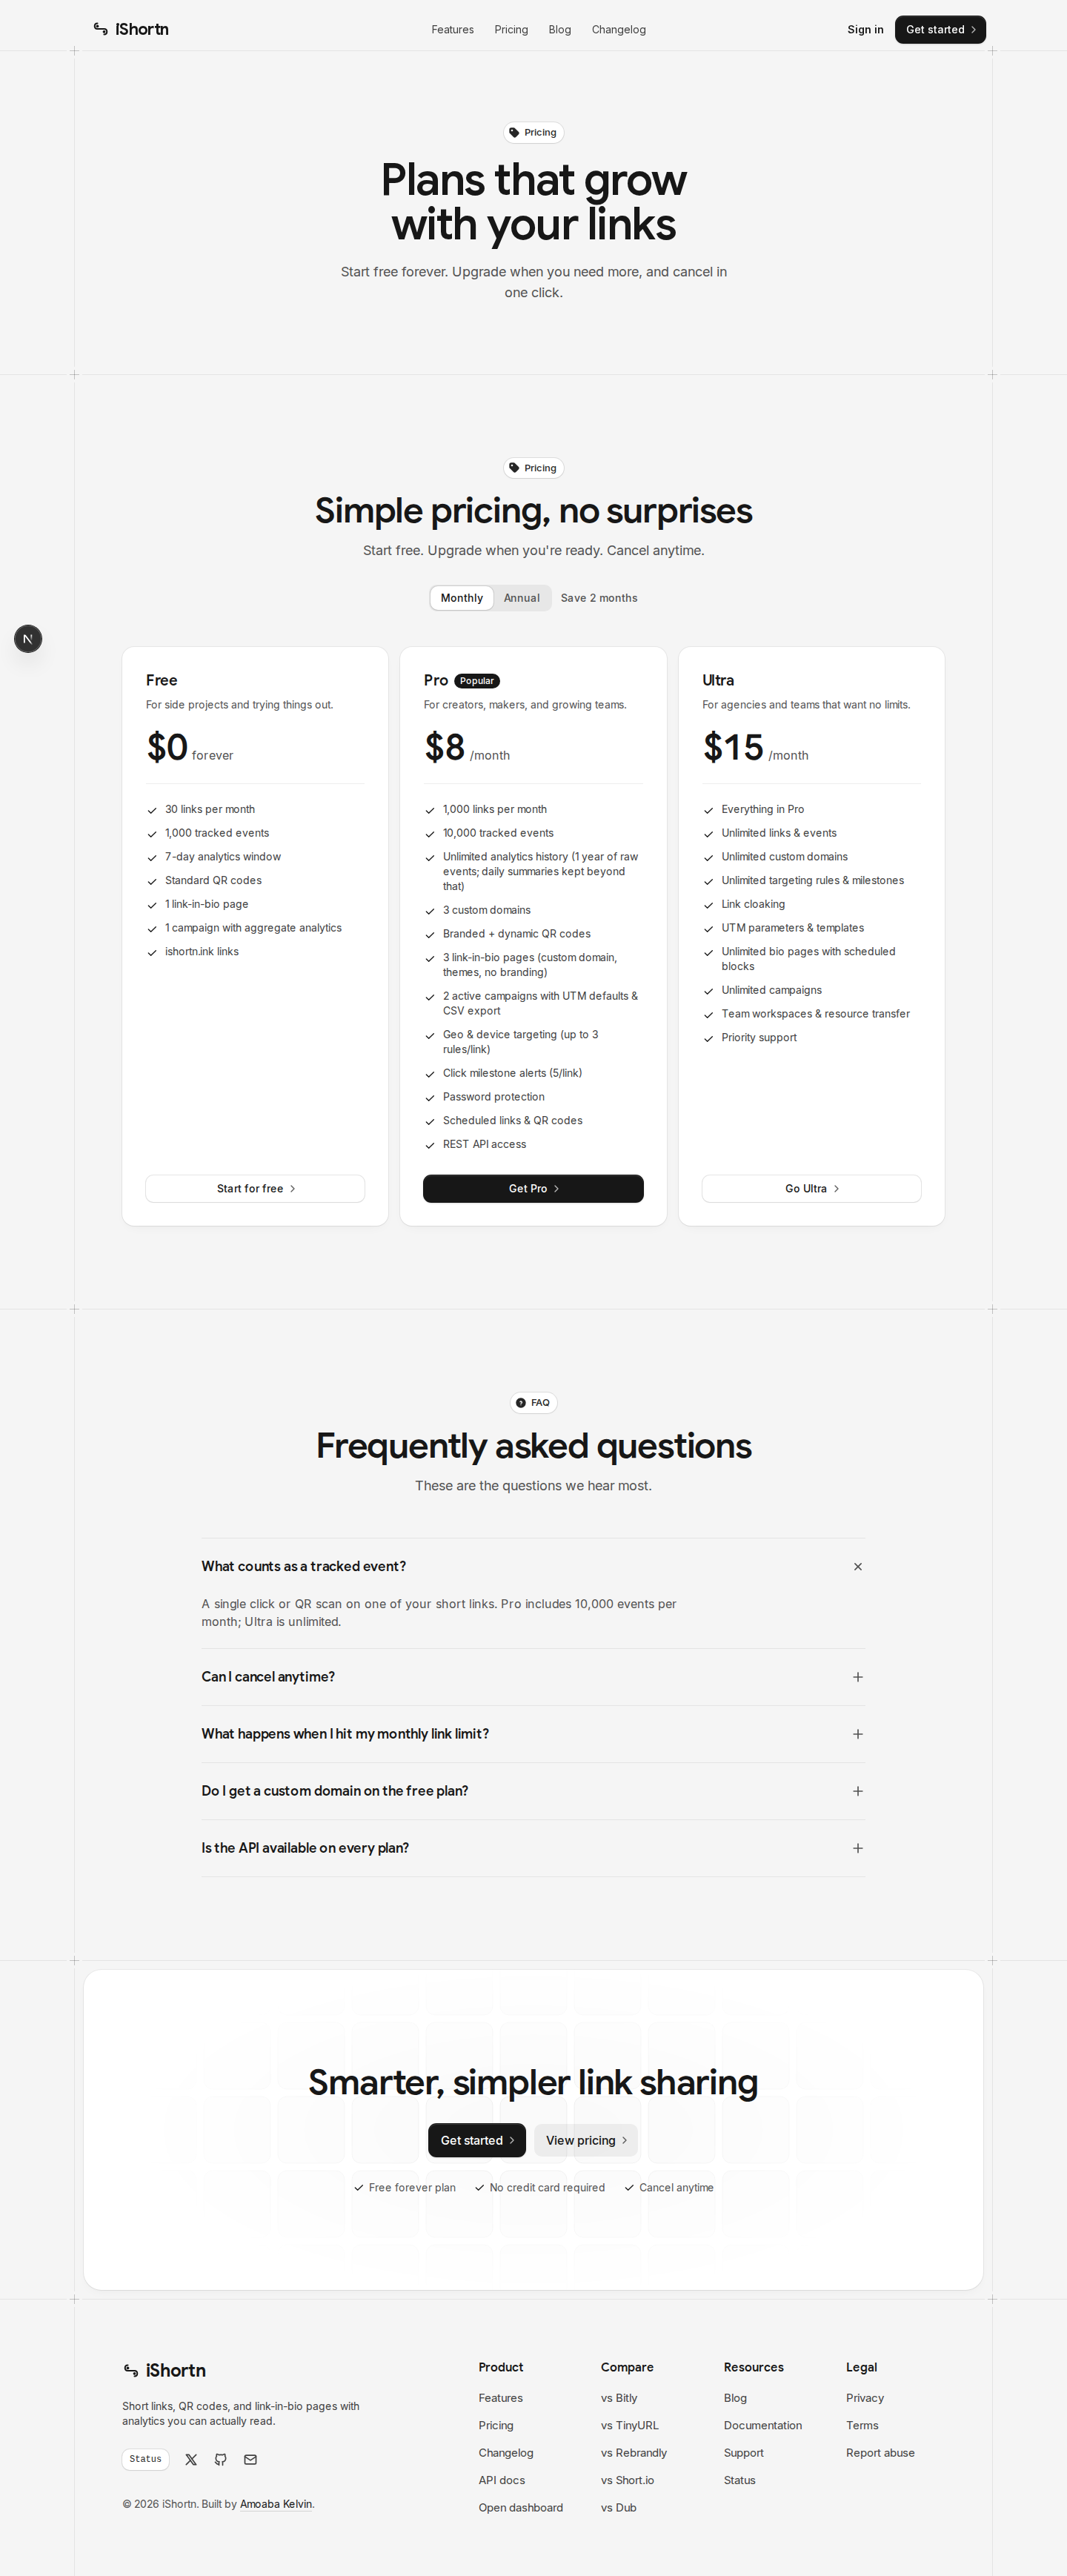 iShortn
Features Pricing Blog Changelog
Sign in Get started
Pricing
Plans that grow
with your links
Start free forever. Upgrade when you need more, and cancel in
one click.
Pricing
Simple pricing, no surprises
Start free. Upgrade when you're ready. Cancel anytime.
Monthly Annual Save 2 months
N
Free
For side projects and trying things out.
$0 forever
30 links per month
1,000 tracked events
7-day analytics window
Standard QR codes
1 link-in-bio page
1 campaign with aggregate analytics
ishortn.ink links
Start for free
Pro Popular
For creators, makers, and growing teams.
$8 /month
1,000 links per month
10,000 tracked events
Unlimited analytics history (1 year of raw
events; daily summaries kept beyond
that)
3 custom domains
Branded + dynamic QR codes
3 link-in-bio pages (custom domain,
themes, no branding)
2 active campaigns with UTM defaults &
CSV export
Geo & device targeting (up to 3
rules/link)
Click milestone alerts (5/link)
Password protection
Scheduled links & QR codes
REST API access
Get Pro
Ultra
For agencies and teams that want no limits.
$15 /month
Everything in Pro
Unlimited links & events
Unlimited custom domains
Unlimited targeting rules & milestones
Link cloaking
UTM parameters & templates
Unlimited bio pages with scheduled
blocks
Unlimited campaigns
Team workspaces & resource transfer
Priority support
Go Ultra
FAQ
Frequently asked questions
These are the questions we hear most.
What counts as a tracked event?
A single click or QR scan on one of your short links. Pro includes 10,000 events per
month; Ultra is unlimited.
Can I cancel anytime?
What happens when I hit my monthly link limit?
Do I get a custom domain on the free plan?
Is the API available on every plan?
Smarter, simpler link sharing
Get started View pricing
Free forever plan No credit card required Cancel anytime
iShortn
Short links, QR codes, and link-in-bio pages with
analytics you can actually read.
Status
© 2026 iShortn. Built by Amoaba Kelvin.
Product
Features
Pricing
Changelog
API docs
Open dashboard
Compare
vs Bitly
vs TinyURL
vs Rebrandly
vs Short.io
vs Dub
Resources
Blog
Documentation
Support
Status
Legal
Privacy
Terms
Report abuse